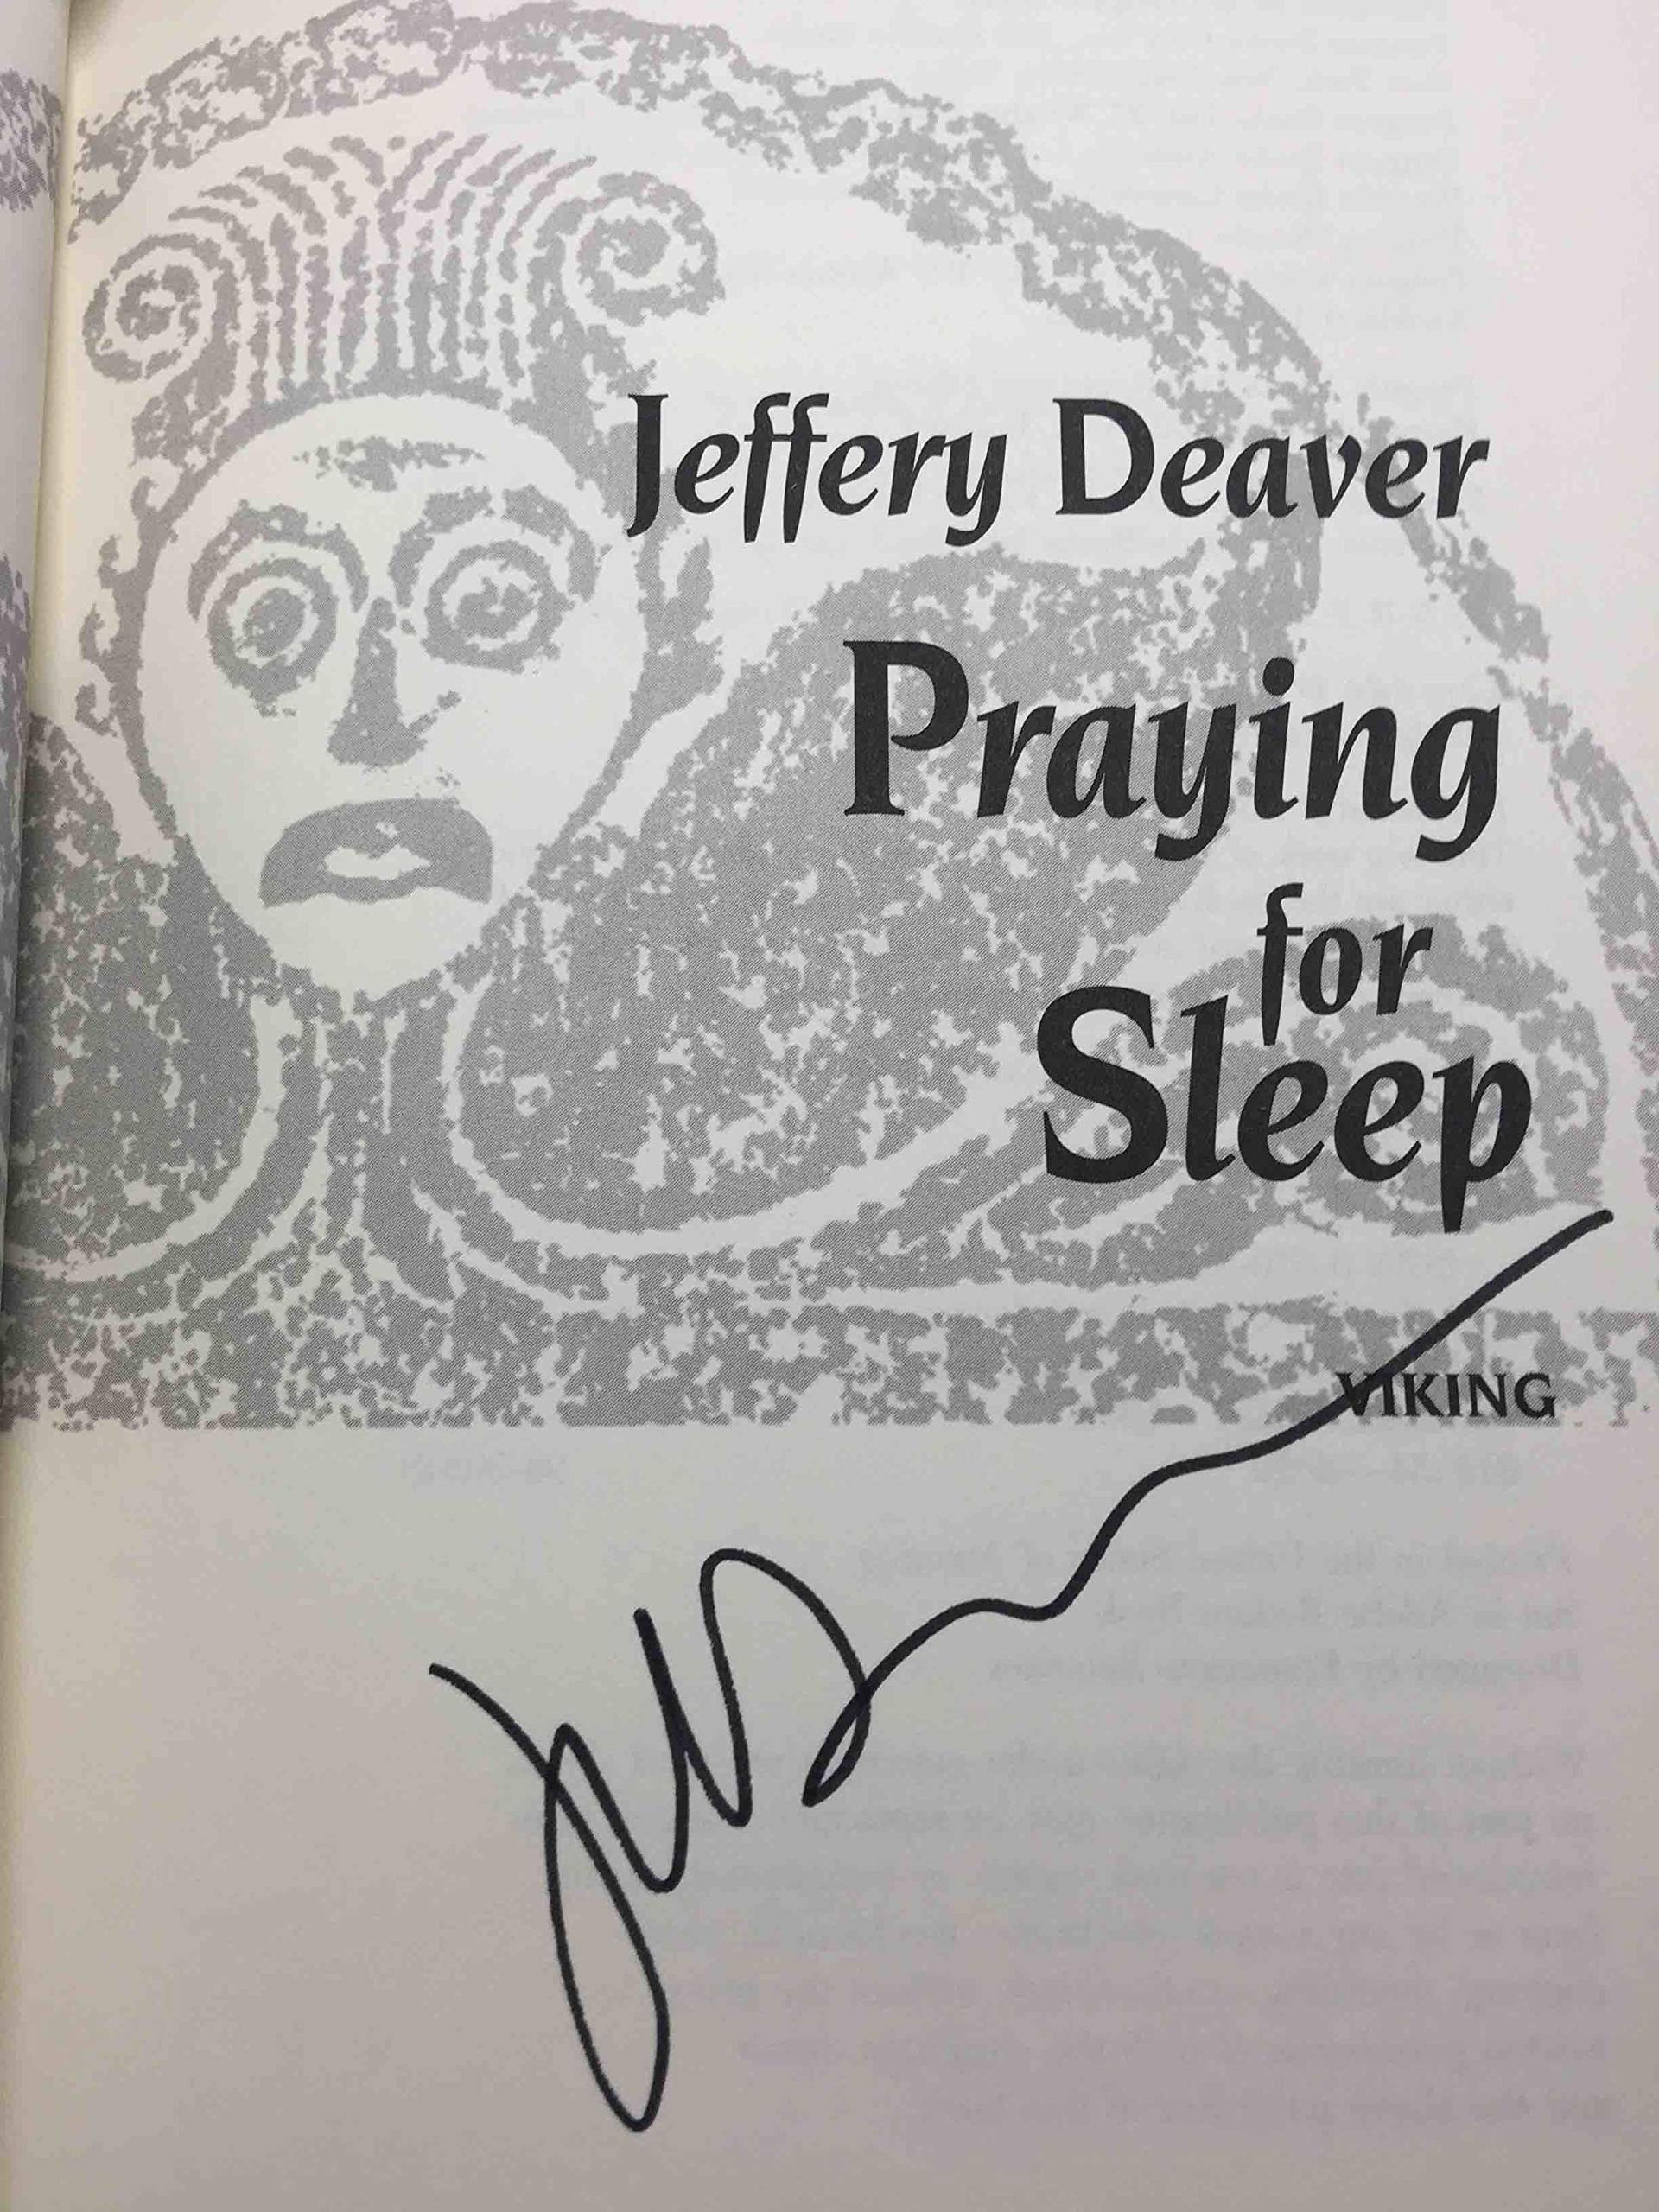 Jeffery Deaver
Praying
for
Sleep
VIKING